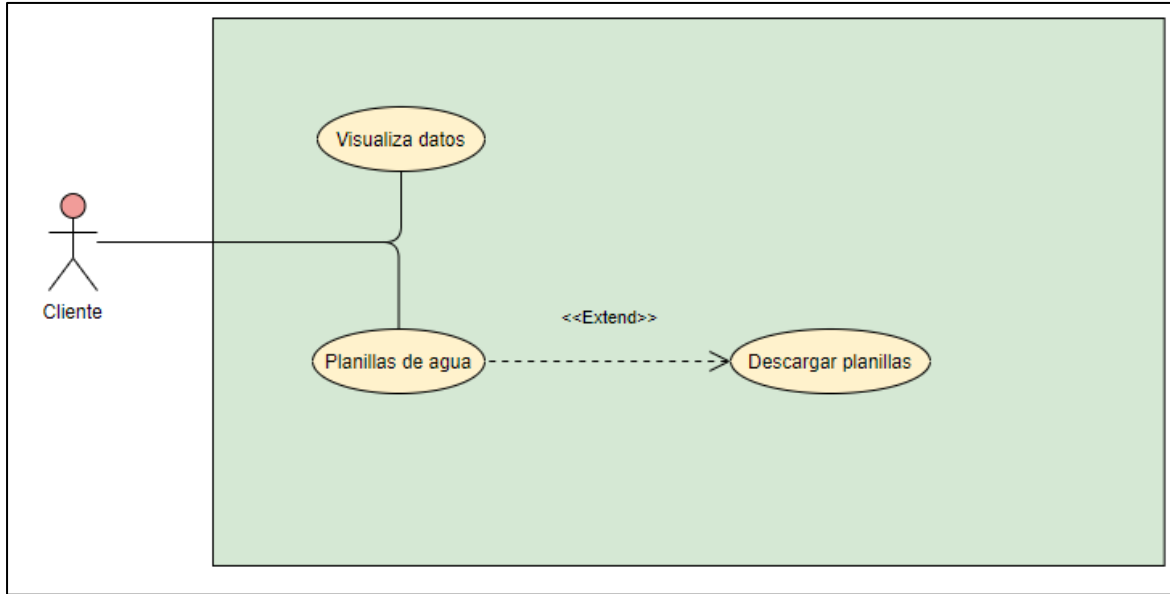 Visualiza datos
Cliente
<<Extend>>
Planillas de agua
Descargar planillas